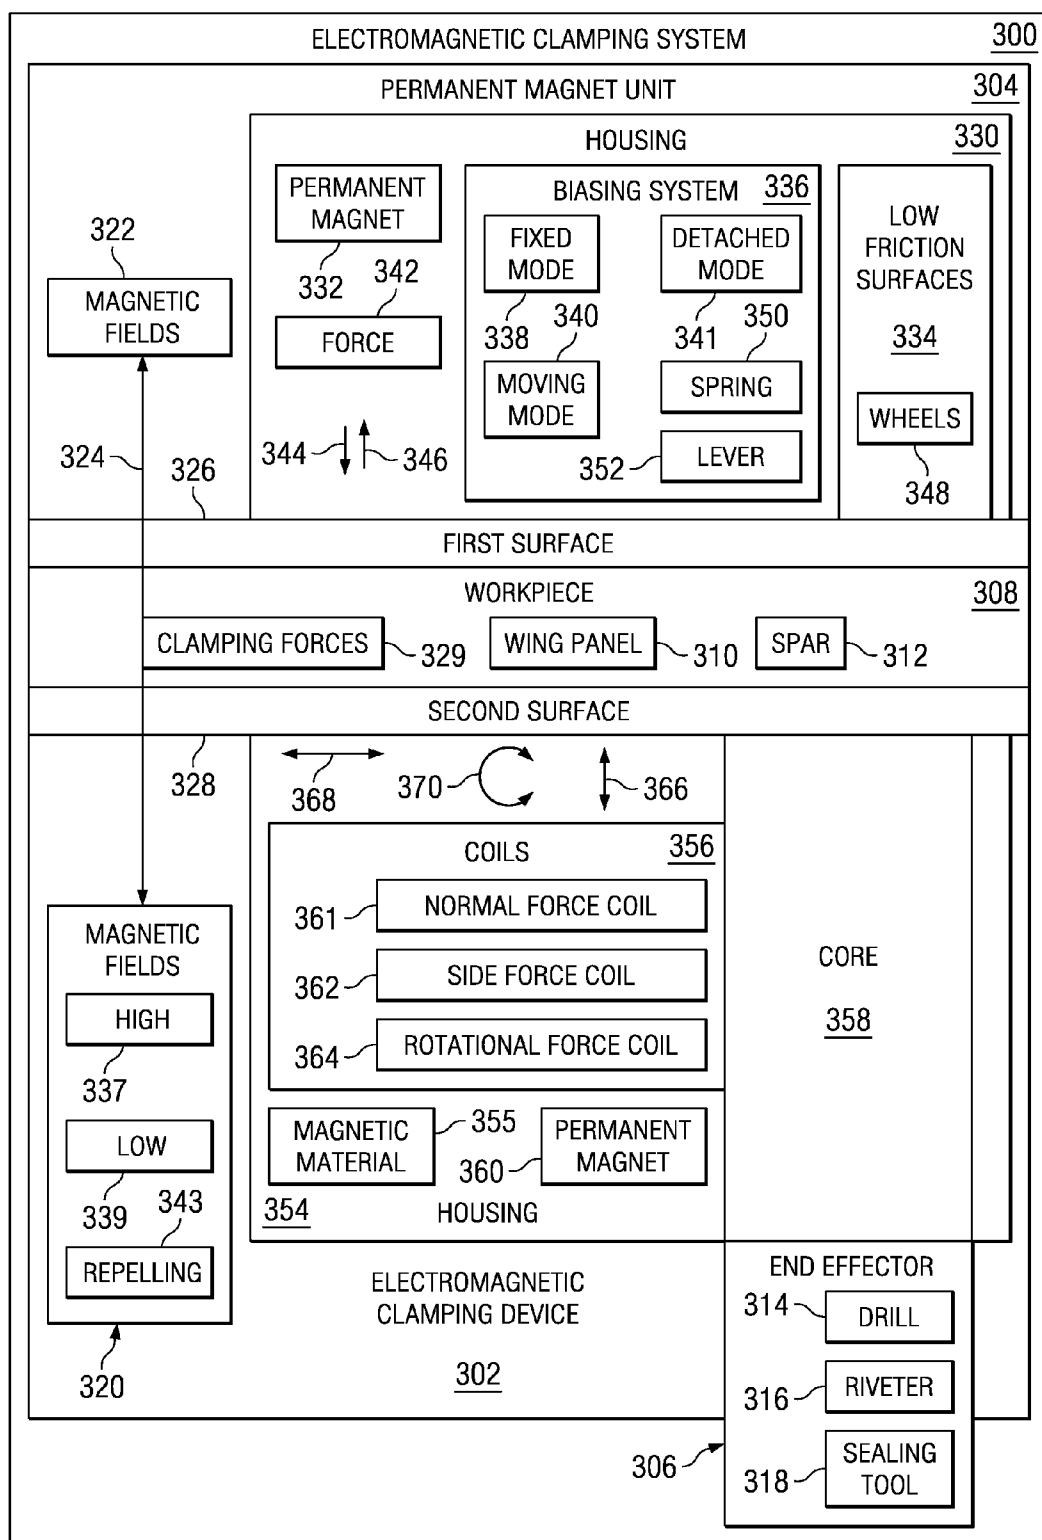 ELECTROMAGNETIC CLAMPING SYSTEM 300
PERMANENT MAGNET UNIT 304
HOUSING 330
PERMANENT
MAGNET
332
342
FORCE
344
346
BIASING SYSTEM 336
FIXED
MODE
338
340
MOVING
MODE
DETACHED
MODE
341
350
SPRING
352
LEVER
LOW
FRICTION
SURFACES
334
WHEELS
348
322
MAGNETIC
FIELDS
324
326
FIRST SURFACE
WORKPIECE 308
CLAMPING FORCES 329
WING PANEL 310
SPAR 312
SECOND SURFACE
328
368
370
366
COILS 356
361 NORMAL FORCE COIL
362 SIDE FORCE COIL
364 ROTATIONAL FORCE COIL
CORE
358
MAGNETIC
MATERIAL
355
360
PERMANENT
MAGNET
354
HOUSING
MAGNETIC
FIELDS
HIGH
337
LOW
339
343
REPELLING
320
ELECTROMAGNETIC
CLAMPING DEVICE
302
END EFFECTOR
314 DRILL
316 RIVETER
306
318
SEALING
TOOL